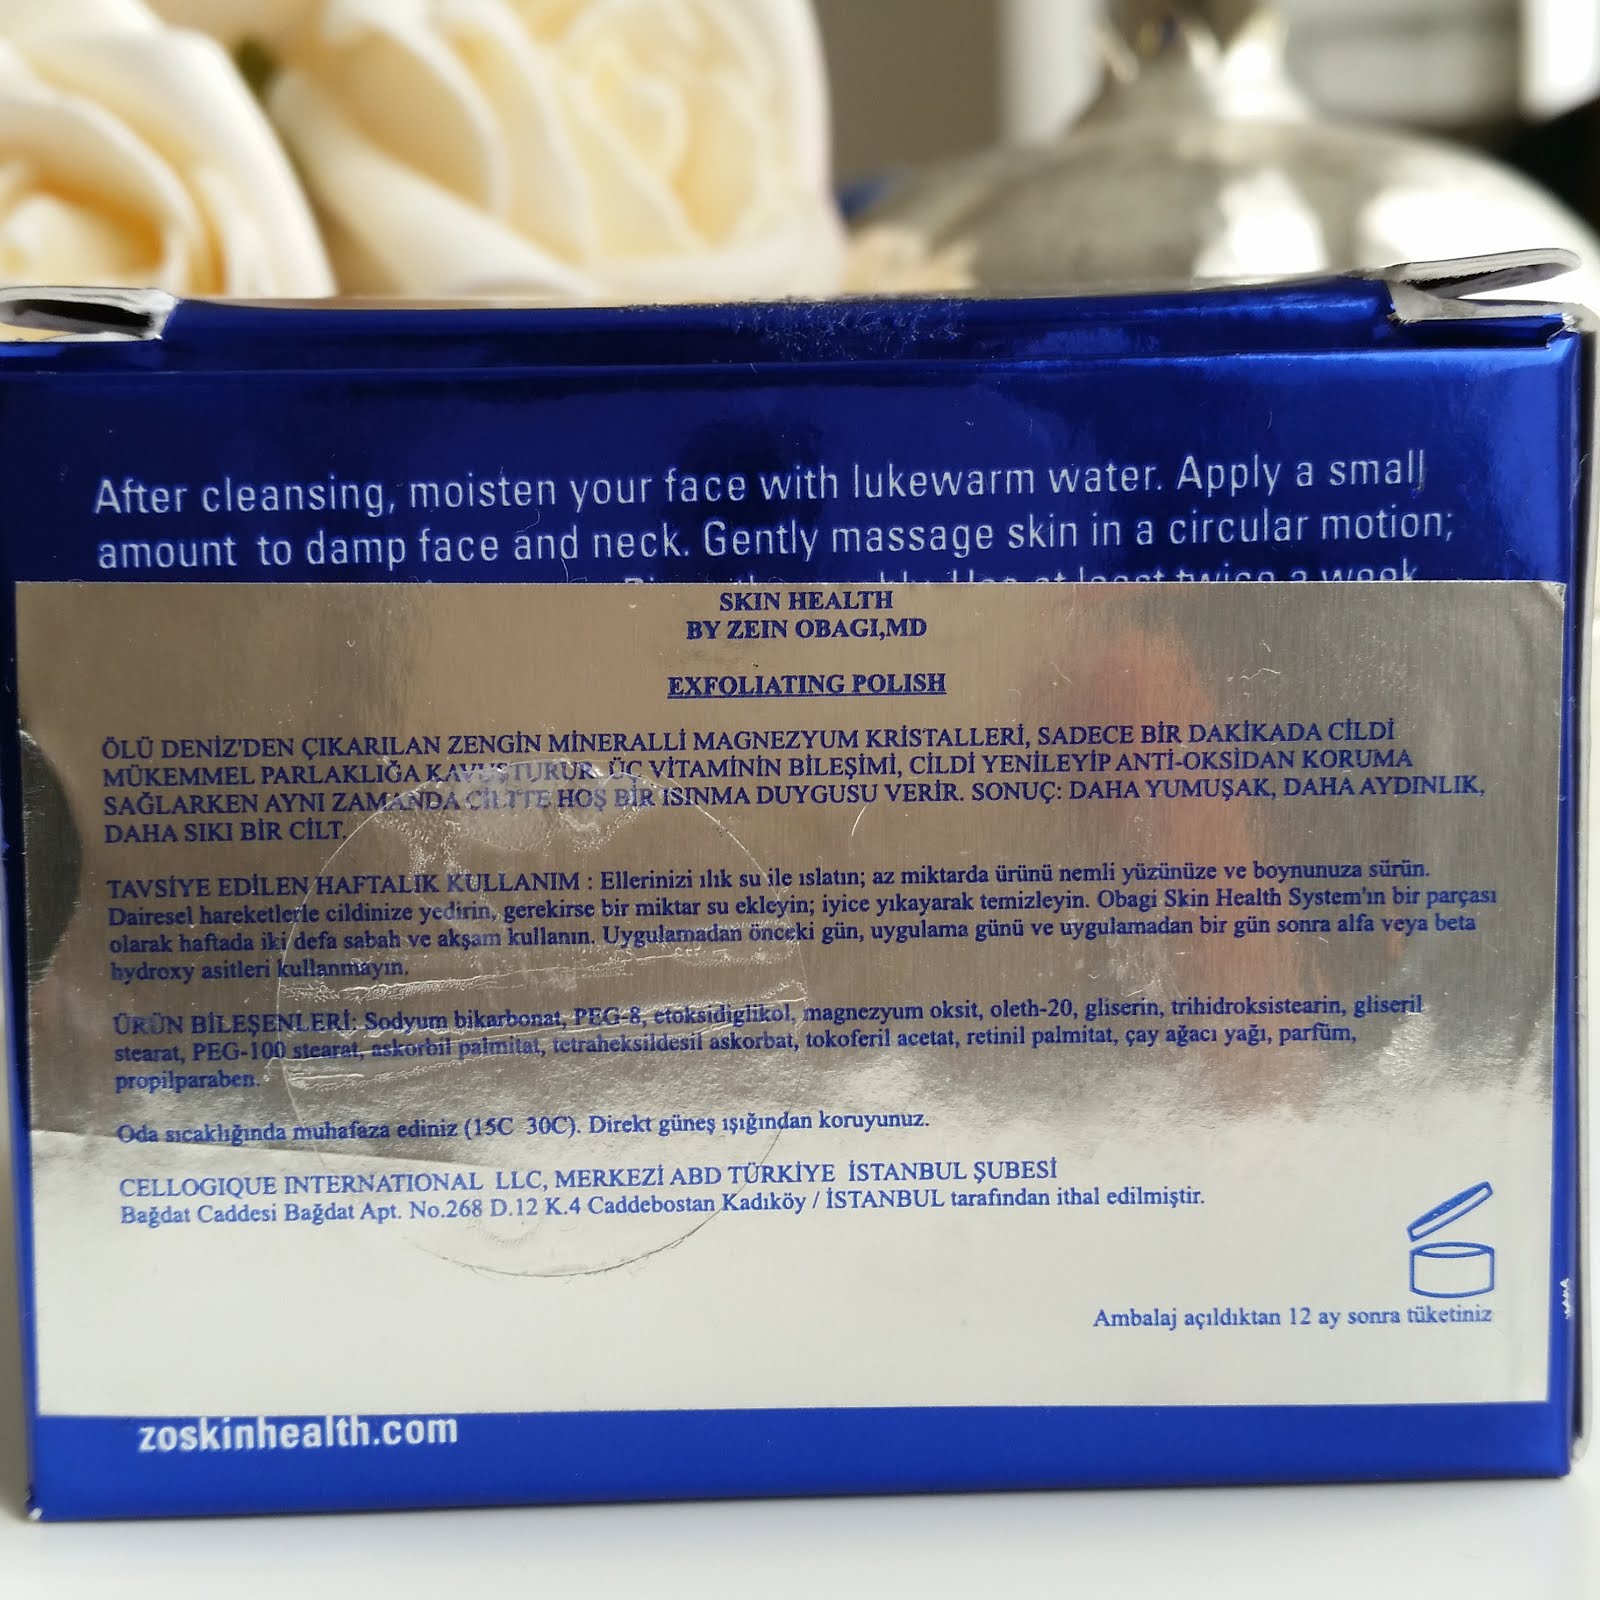 After cleansing, moisten your face with lukewarm water. Apply a small
amount to damp face and neck. Gently massage skin in a circular motion;
Use at least twice a week
SKIN HEALTH
BY ZEIN OBAGI,MD
EXFOLIATING POLISH
ÖLÜ DENİZ'DEN ÇIKARILAN ZENGİN MİNERALLİ MAGNEZYUM KRİSTALLERİ, SADECE BİR DAKİKADA CİLDİ
MÜKEMMEL PARLAKLIĞA KAVUŞTURUR. ÜÇ VİTAMİNİN BİLEŞİMİ, CİLDİ YENİLEYİP ANTİ-OKSİDAN KORUMA
SAĞLARKEN AYNI ZAMANDA CİLTTE HOŞ BİR ISINMA DUYGUSU VERİR. SONUÇ: DAHA YUMUŞAK, DAHA AYDINLIK,
DAHA SIKI BİR CİLT.
TAVSİYE EDİLEN HAFTALIK KULLANIM : Ellerinizi ılık su ile ıslatın; az miktarda ürünü nemli yüzünüze ve boynunuza sürün.
Dairesel hareketlerle cildinize yedirin, gerekirse bir miktar su ekleyin; iyice yıkayarak temizleyin. Obagi Skin Health System'ın bir parçası
olarak haftada iki defa sabah ve akşam kullanın. Uygulamadan önceki gün, uygulama günü ve uygulamadan bir gün sonra alfa veya beta
hydroxy asitleri kullanmayın.
ÜRÜN BİLEŞENLERİ: Sodyum bikarbonat, PEG-8, etoksidiglikol, magnezyum oksit, oleth-20, gliserin, trihidroksistearin, gliseril
stearat, PEG-100 stearat, askorbil palmitat, tetraheksildesil askorbat, tokoferil acetat, retinil palmitat, çay ağacı yağı, parfüm,
propilparaben.
Oda sıcaklığında muhafaza ediniz (15C 30C). Direkt güneş ışığından koruyunuz.
CELLOGIQUE INTERNATIONAL LLC, MERKEZİ ABD TÜRKİYE İSTANBUL ŞUBESİ
Bağdat Caddesi Bağdat Apt. No.268 D.12 K.4 Caddebostan Kadıköy / İSTANBUL tarafından ithal edilmiştir.
Ambalaj açıldıktan 12 ay sonra tüketiniz
zoskinhealth.com